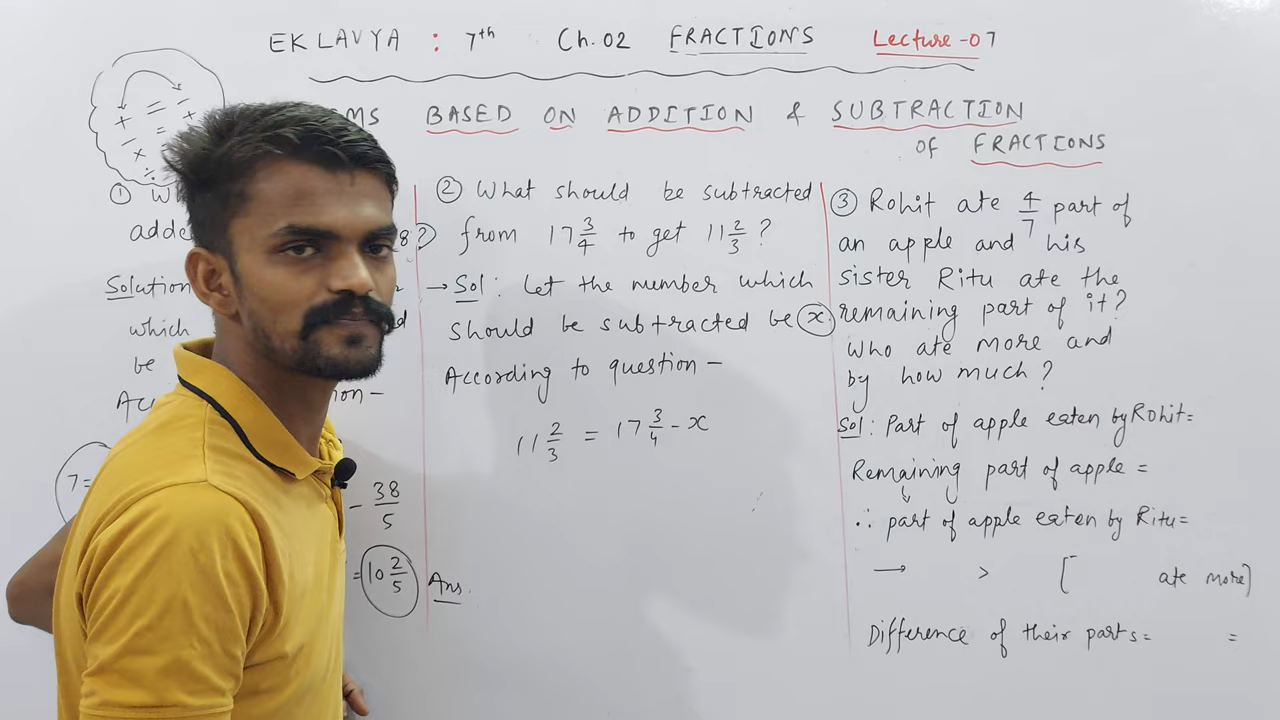 EKLAVYA : 7th Ch. 02 FRACTIONS Lecture-07
BASED ON ADDITION & SUBTRACTION
OF FRACTIONS
①
adde 8?
Solution
which
be
7=
- 38/5
= 10 2/5 Ans.
② What should be subtracted
from 17 3/4 to get 11 2/3 ?
→ Sol : Let the number which
should be subtracted be x
According to question -
11 2/3 = 17 3/4 - x
③ Rohit ate 4/7 part of
an apple and his
sister Ritu ate the
remaining part of it?
Who ate more and
by how much ?
Sol : Part of apple eaten by Rohit=
Remaining part of apple =
∴ part of apple eaten by Ritu=
→ > [ ate more]
Difference of their parts= =